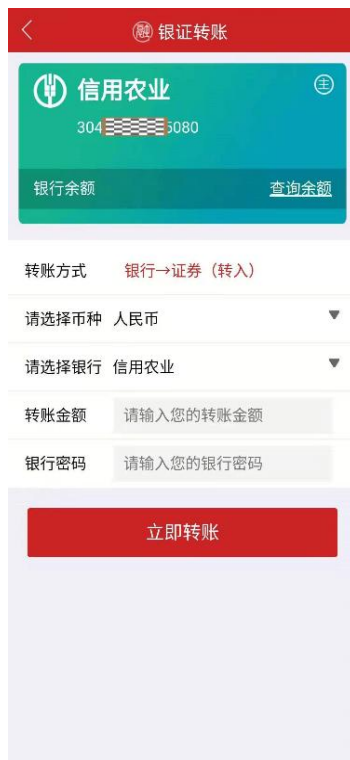 融 银证转账
信用农业
主
304 5080
银行余额 查询余额
转账方式 银行→证券（转入）
请选择币种 人民币
请选择银行 信用农业
转账金额 请输入您的转账金额
银行密码 请输入您的银行密码
立即转账